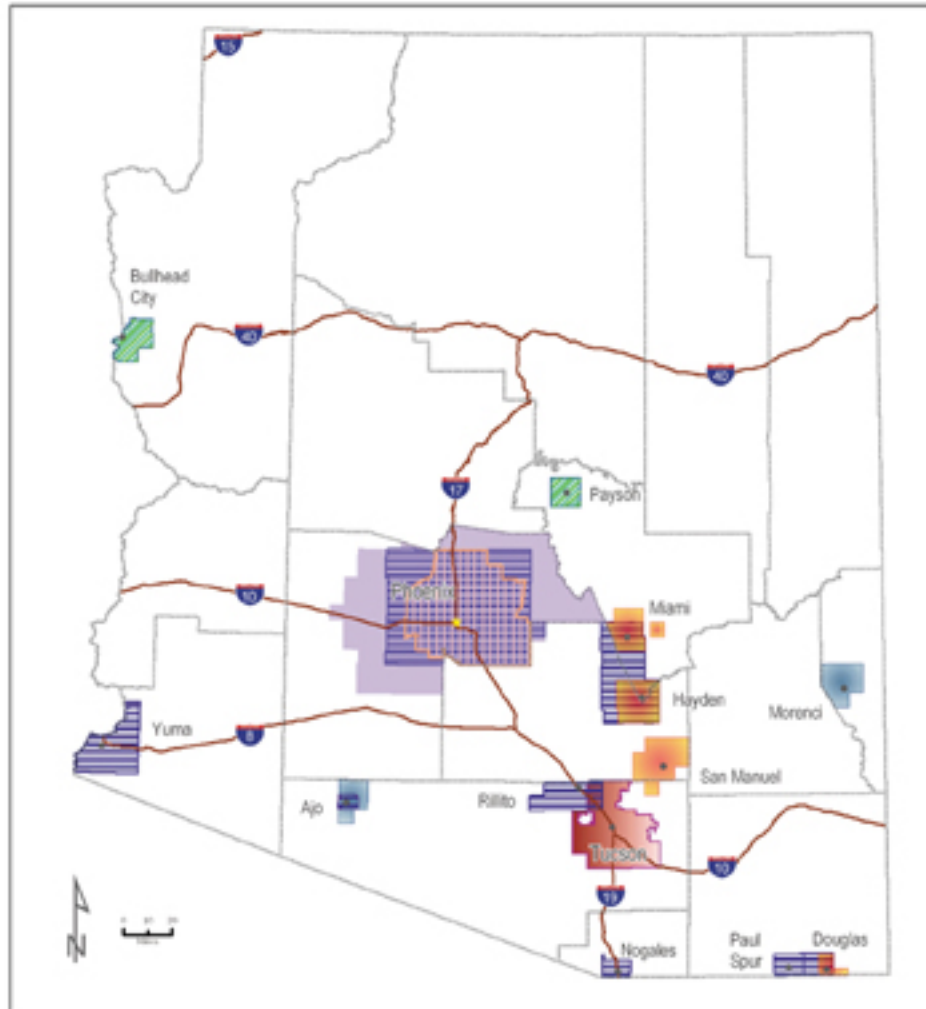 15
Bullhead
City
40
40
17
Payson
Phoenix
10
Miami
Hayden
Morenci
Yuma
8
San Manuel
Ajo
Rillito
Tucson
10
19
Nogales
Paul
Spur
Douglas
N